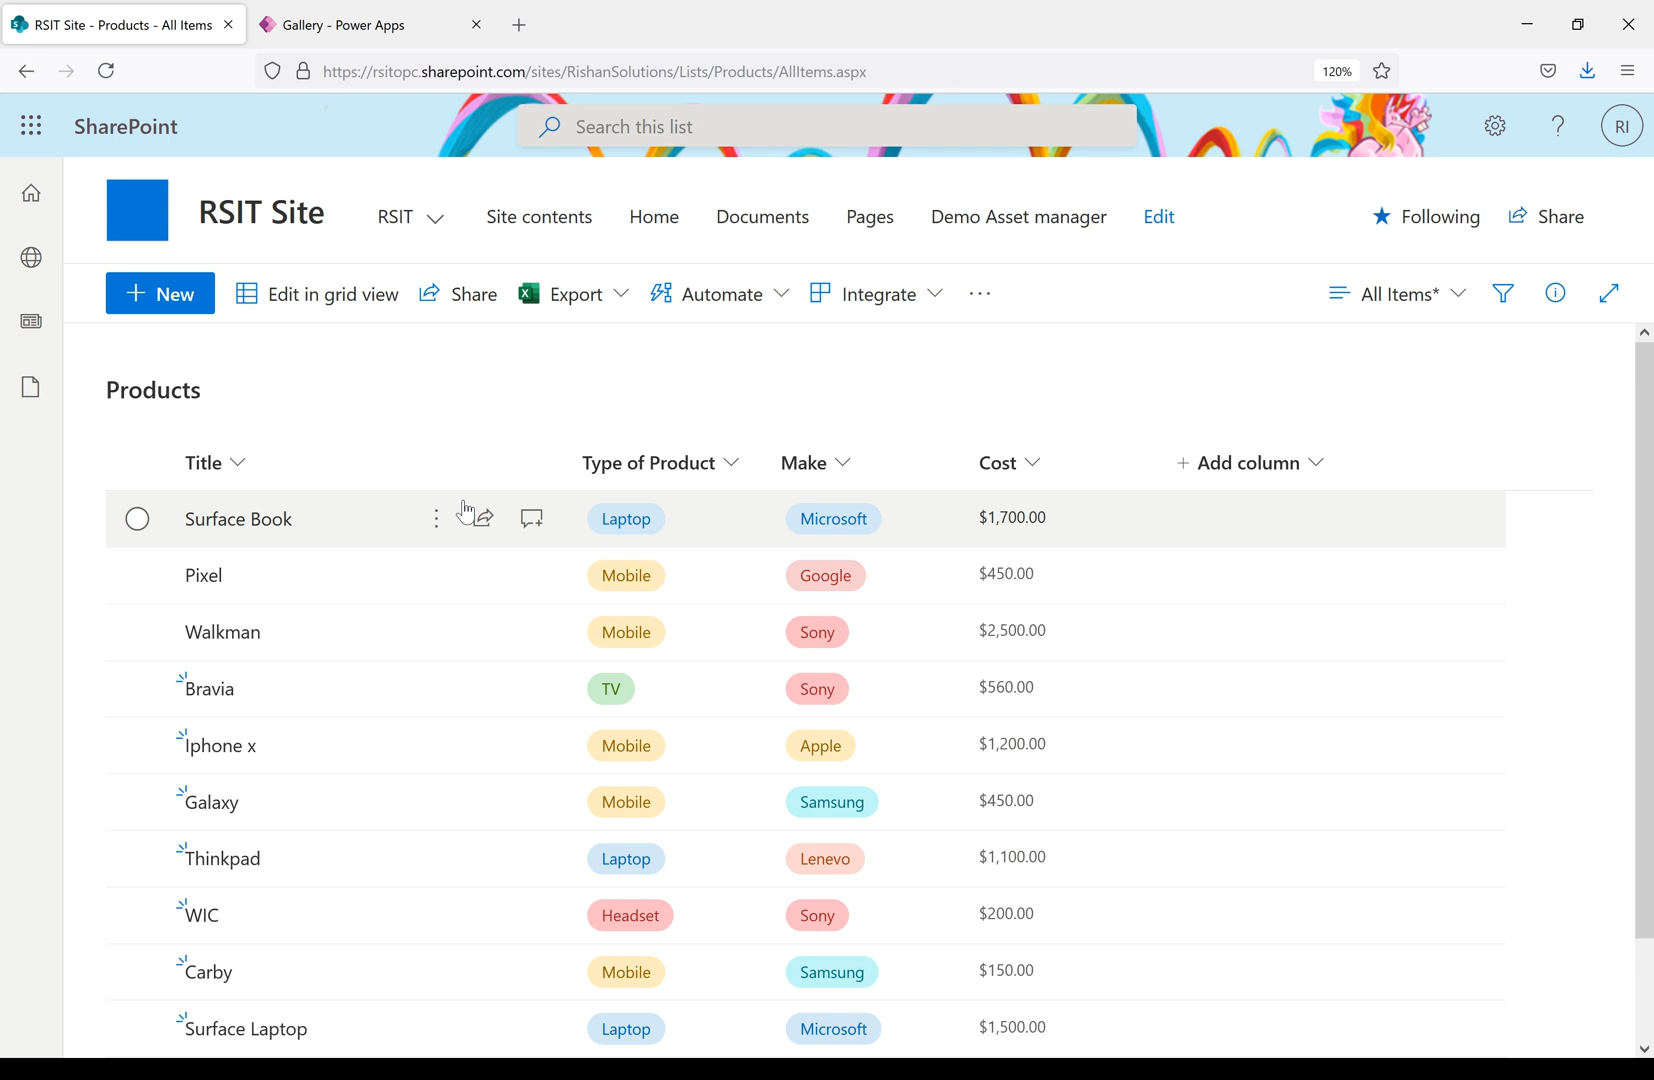 RSIT Site - Products - All Items
Gallery - Power Apps
https://rsitopc.sharepoint.com/sites/RishanSolutions/Lists/Products/AllItems.aspx
120%
SharePoint
Search this list
RI
RSIT Site
RSIT
Site contents
Home
Documents
Pages
Demo Asset manager
Edit
Following
Share
New
Edit in grid view
Share
Export
Automate
Integrate
All Items*
Products
Title Type of Product Make Cost + Add column
Surface Book Laptop Microsoft $1,700.00
Pixel Mobile Google $450.00
Walkman Mobile Sony $2,500.00
Bravia TV Sony $560.00
Iphone x Mobile Apple $1,200.00
Galaxy Mobile Samsung $450.00
Thinkpad Laptop Lenevo $1,100.00
WIC Headset Sony $200.00
Carby Mobile Samsung $150.00
Surface Laptop Laptop Microsoft $1,500.00